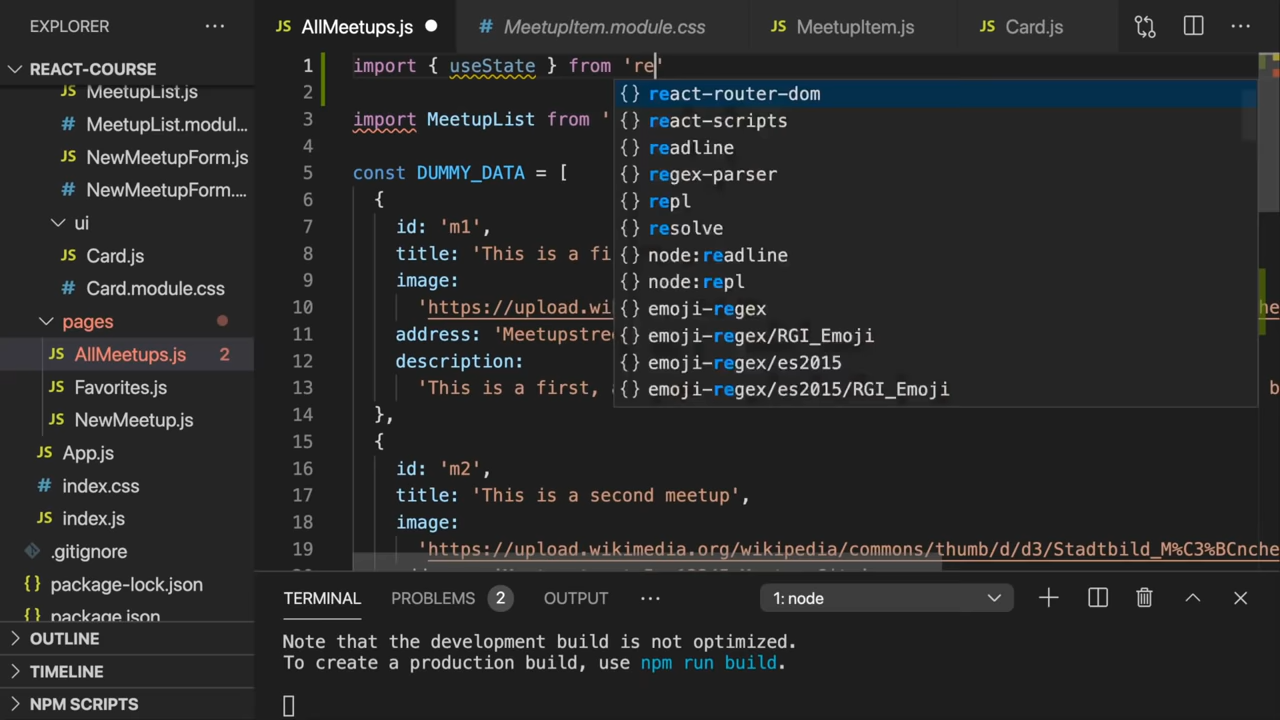 EXPLORER
AllMeetups.js
MeetupItem.module.css
MeetupItem.js
Card.js
REACT-COURSE
MeetupList.js
MeetupList.modul...
NewMeetupForm.js
NewMeetupForm....
ui
Card.js
Card.module.css
pages
AllMeetups.js 2
Favorites.js
NewMeetup.js
App.js
index.css
index.js
.gitignore
package-lock.json
package.json
OUTLINE
TIMELINE
NPM SCRIPTS
1 import { useState } from 're'
2
3 import MeetupList from '
4
5 const DUMMY_DATA = [
6 {
7 id: 'm1',
8 title: 'This is a fi
9 image:
10 'https://upload.wi
11 address: 'Meetupstre
12 description:
13 'This is a first,
14 },
15 {
16 id: 'm2',
17 title: 'This is a second meetup',
18 image:
19 'https://upload.wikimedia.org/wikipedia/commons/thumb/d/d3/Stadtbild_M%C3%BCnche
{} react-router-dom
{} react-scripts
{} readline
{} regex-parser
{} repl
{} resolve
{} node:readline
{} node:repl
{} emoji-regex
{} emoji-regex/RGI_Emoji
{} emoji-regex/es2015
{} emoji-regex/es2015/RGI_Emoji
TERMINAL PROBLEMS 2 OUTPUT ... 1: node
Note that the development build is not optimized.
To create a production build, use npm run build.